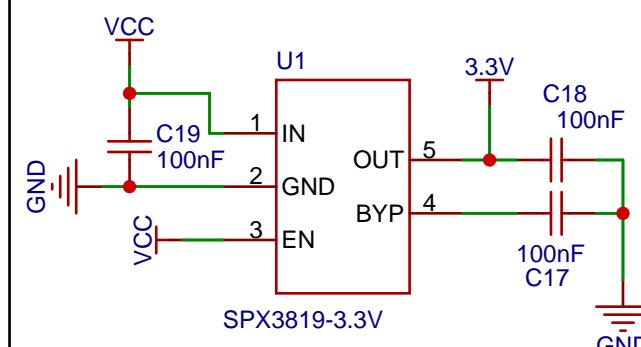 VCC
U1
3.3V
C18
100nF
C19
100nF
1
IN
OUT
5
GND
2
GND
BYP
4
VCC
3
EN
100nF
C17
SPX3819-3.3V
GND